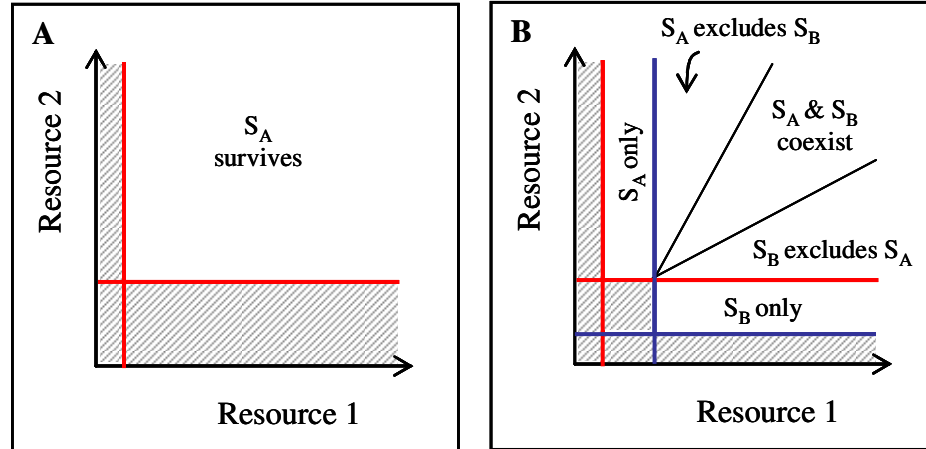 A
Resource 2
S_A
survives
Resource 1
B
S_A excludes S_B
Resource 2
S_A only
S_A & S_B
coexist
S_B excludes S_A
S_B only
Resource 1